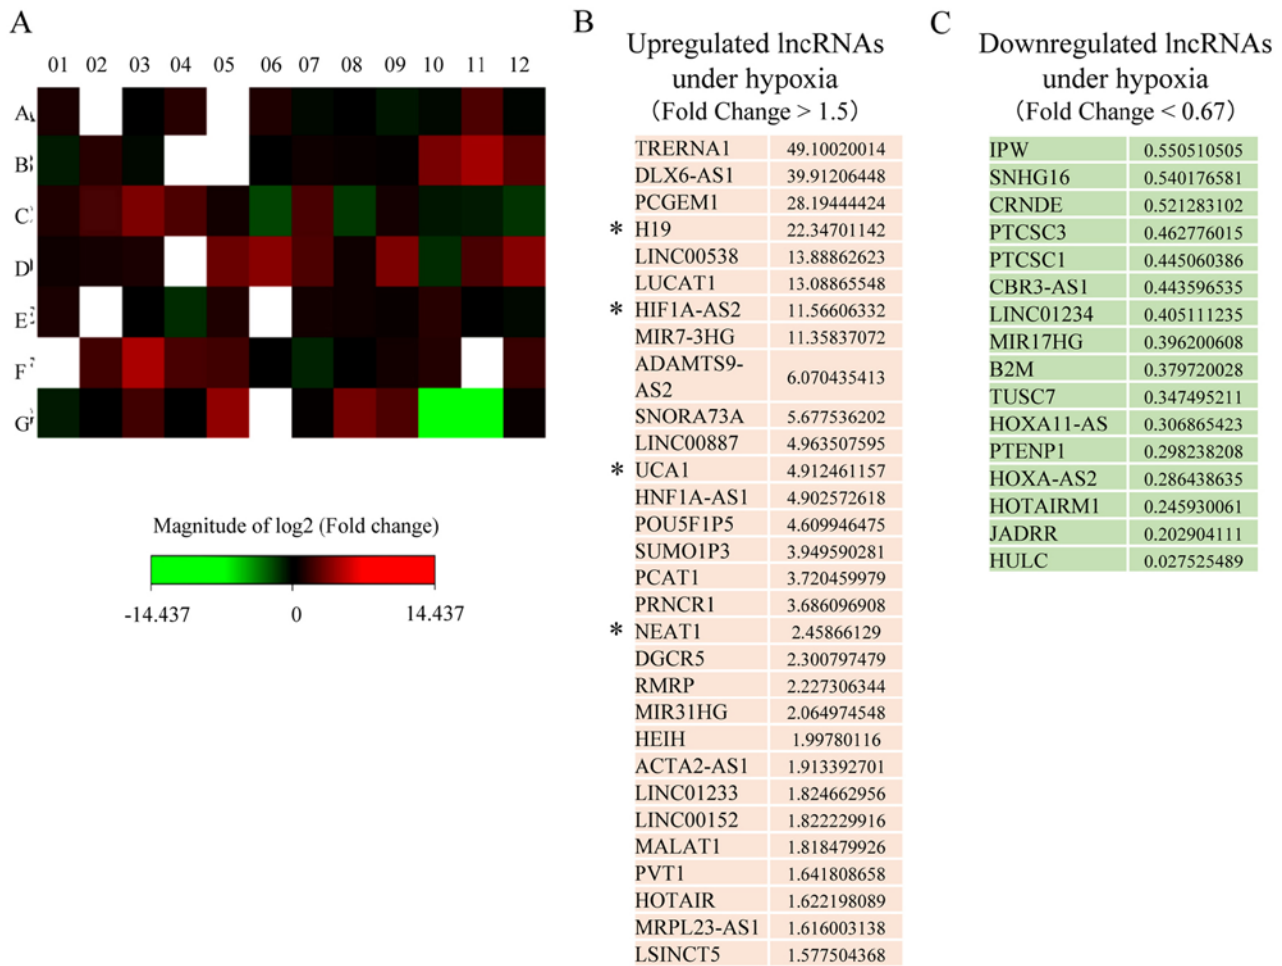 A
01 02 03 04 05 06 07 08 09 10 11 12
A
B
C
D
E
F
G
Magnitude of log2 (Fold change)
-14.437 0 14.437
B
Upregulated lncRNAs
under hypoxia
(Fold Change > 1.5)
TRERNA1 49.10020014
DLX6-AS1 39.91206448
PCGEM1 28.19444424
* H19 22.34701142
LINC00538 13.88862623
LUCAT1 13.08865548
* HIF1A-AS2 11.56606332
MIR7-3HG 11.35837072
ADAMTS9-
AS2 6.070435413
SNORA73A 5.677536202
LINC00887 4.963507595
* UCA1 4.912461157
HNF1A-AS1 4.902572618
POU5F1P5 4.609946475
SUMO1P3 3.949590281
PCAT1 3.720459979
PRNCR1 3.686096908
* NEAT1 2.45866129
DGCR5 2.300797479
RMRP 2.227306344
MIR31HG 2.064974548
HEIH 1.99780116
ACTA2-AS1 1.913392701
LINC01233 1.824662956
LINC00152 1.822229916
MALAT1 1.818479926
PVT1 1.641808658
HOTAIR 1.622198089
MRPL23-AS1 1.616003138
LSINCT5 1.577504368
C
Downregulated lncRNAs
under hypoxia
(Fold Change < 0.67)
IPW 0.550510505
SNHG16 0.540176581
CRNDE 0.521283102
PTCSC3 0.462776015
PTCSC1 0.445060386
CBR3-AS1 0.443596535
LINC01234 0.405111235
MIR17HG 0.396200608
B2M 0.379720028
TUSC7 0.347495211
HOXA11-AS 0.306865423
PTENP1 0.298238208
HOXA-AS2 0.286438635
HOTAIRM1 0.245930061
JADRR 0.202904111
HULC 0.027525489